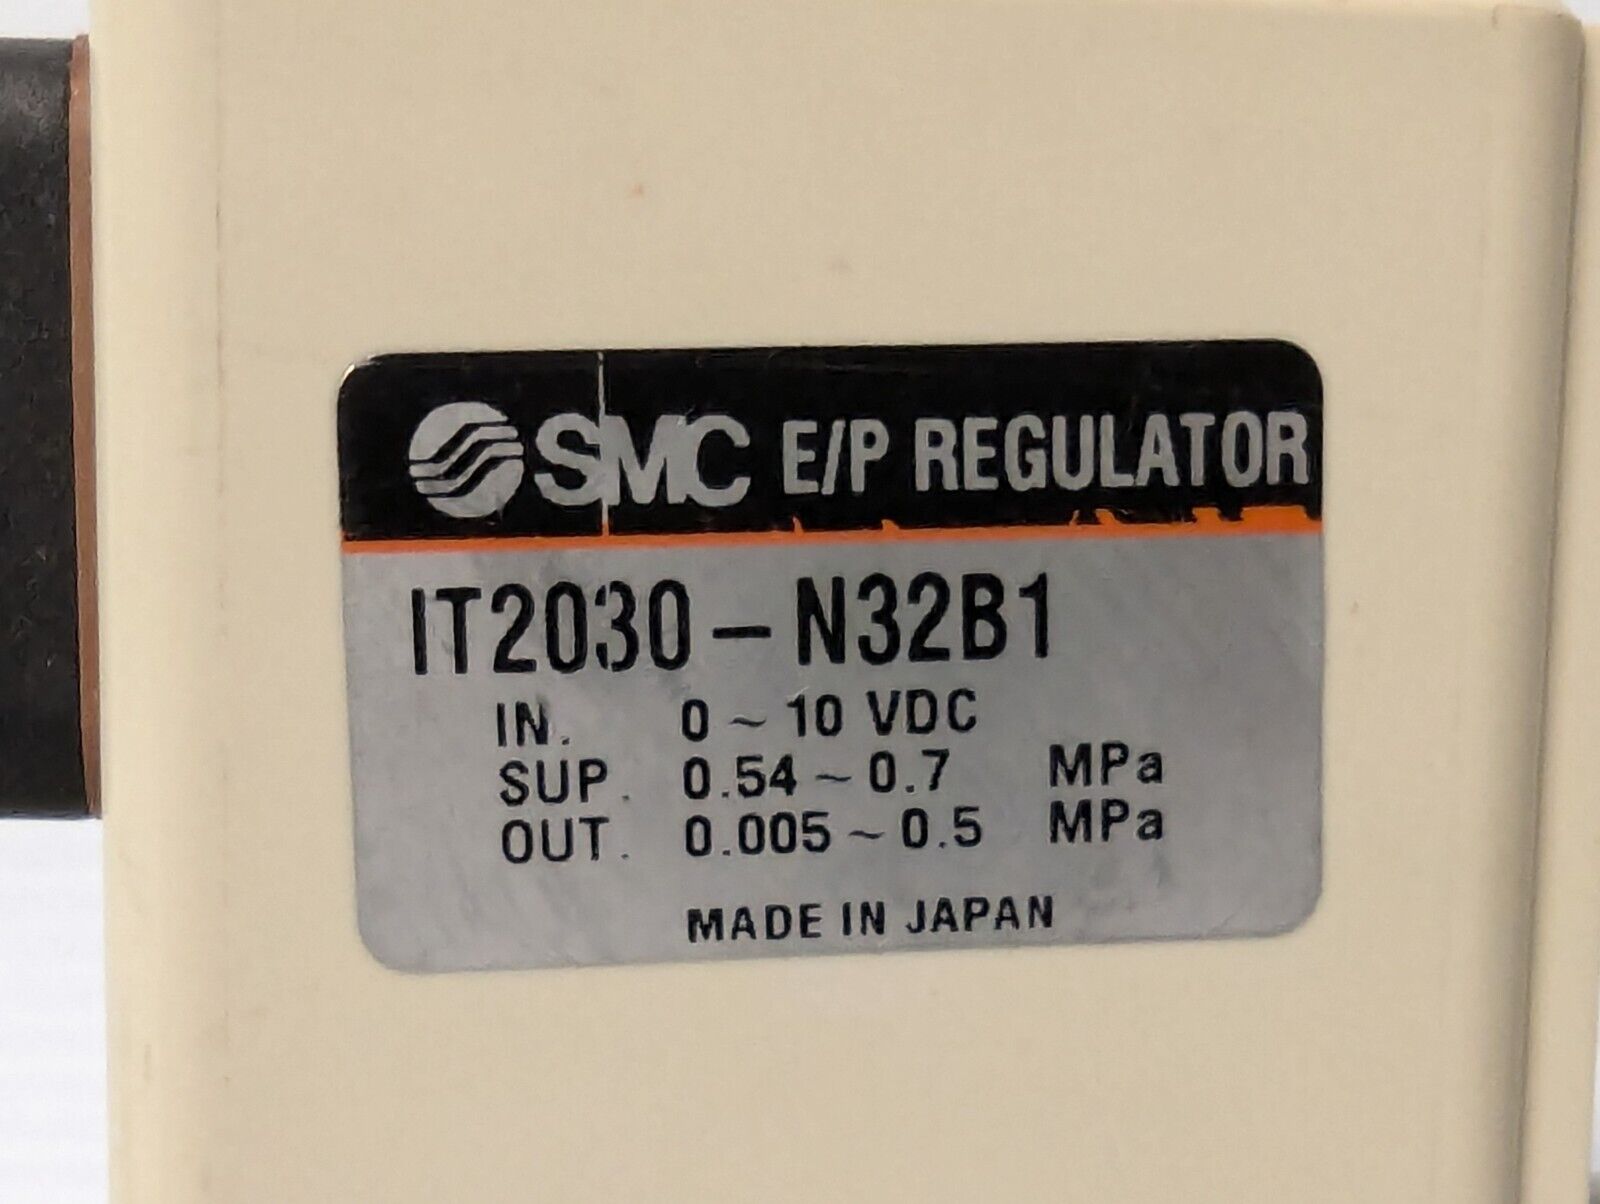 SMC E/P REGULATOR
IT2030-N32B1
IN. 0~10 VDC
SUP. 0.54~0.7 MPa
OUT. 0.005~0.5 MPa
MADE IN JAPAN